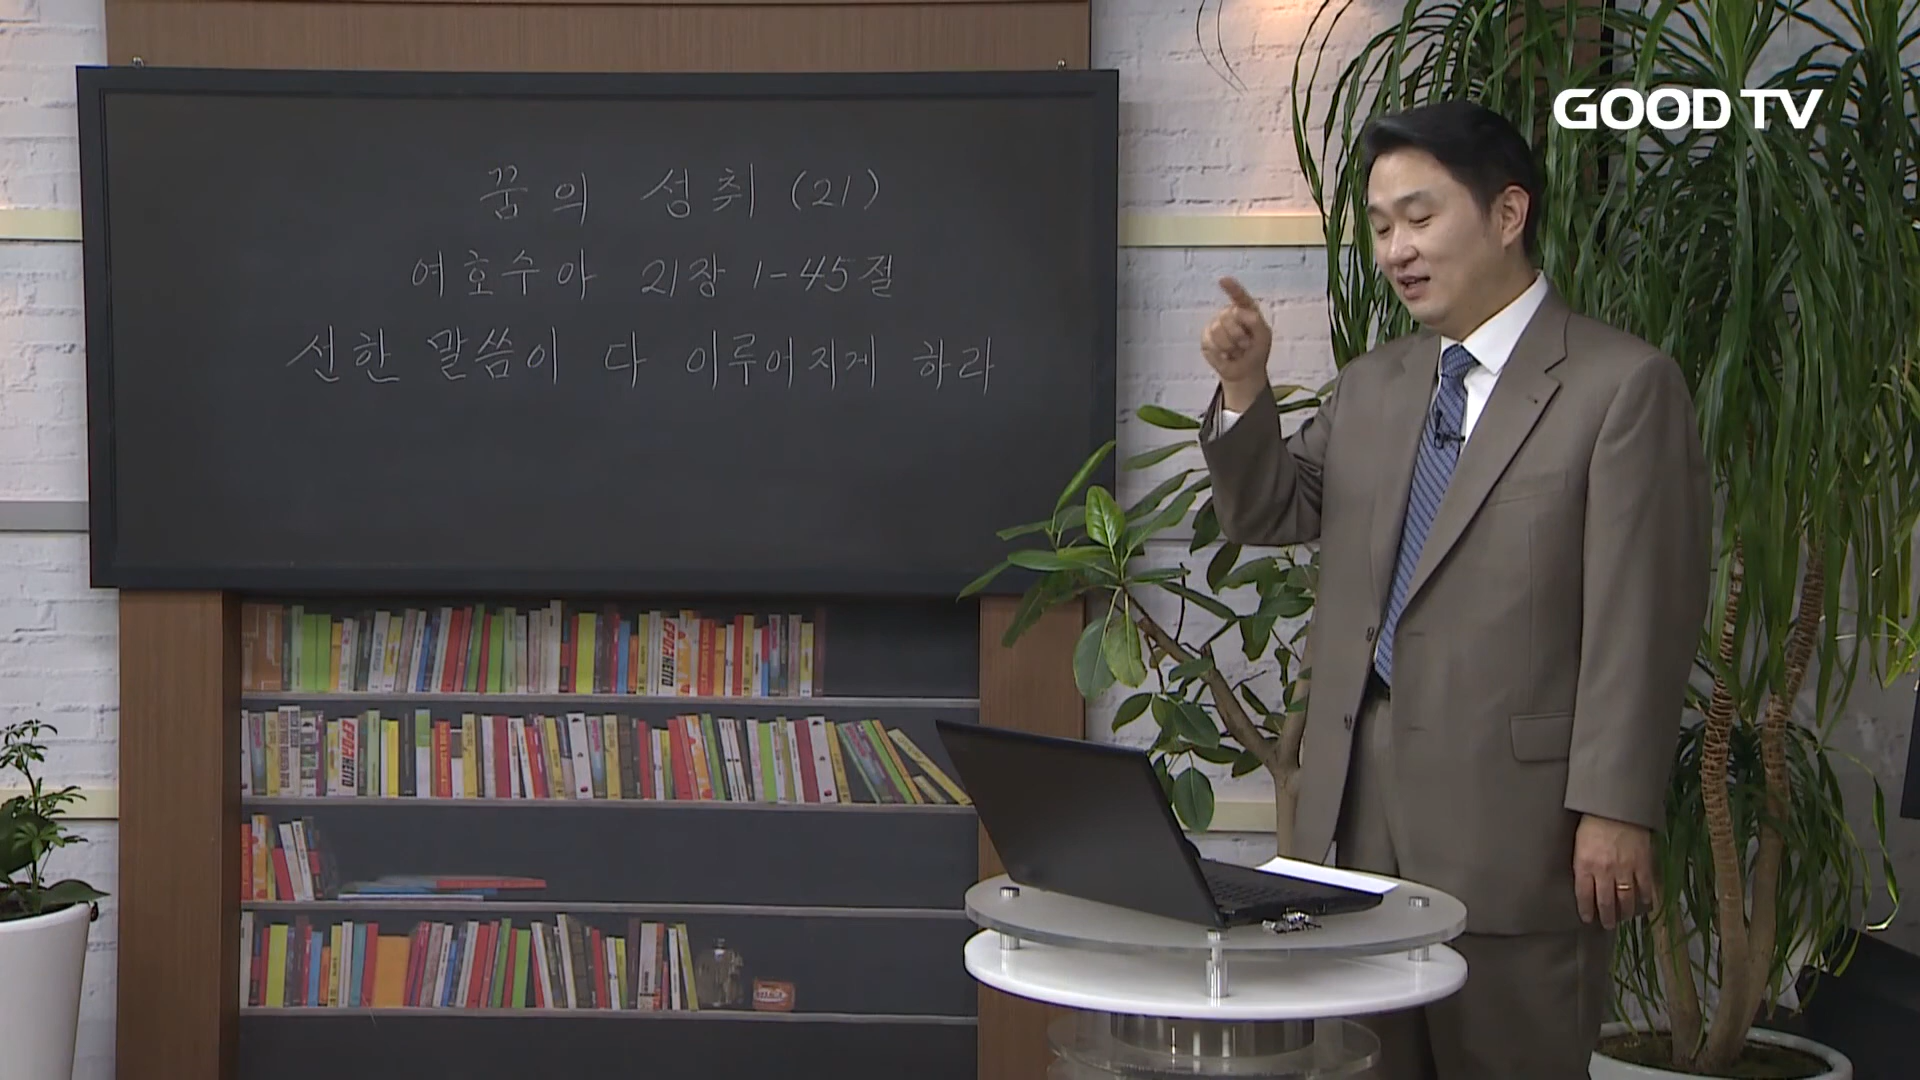 GOOD TV
꿈의 성취 (21)
여호수아 21장 1-45절
선한 말씀이 다 이루어지게 하라